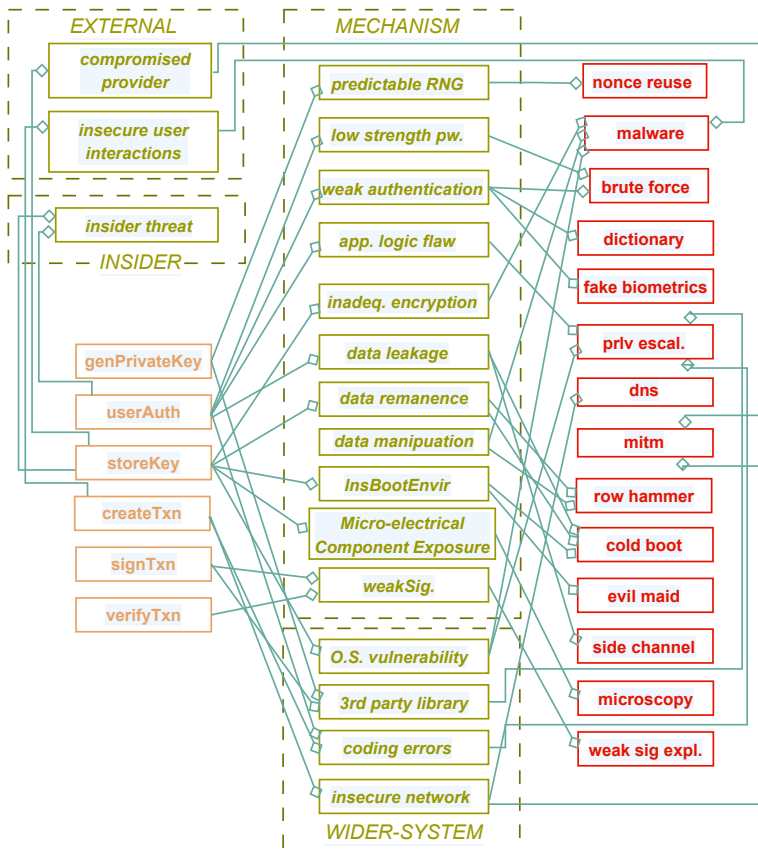 EXTERNAL
compromised
provider
insecure user
interactions
insider threat
INSIDER
genPrivateKey
userAuth
storeKey
createTxn
signTxn
verifyTxn
MECHANISM
predictable RNG
low strength pw.
weak authentication
app. logic flaw
inadeq. encryption
data leakage
data remanence
data manipuation
InsBootEnvir
Micro-electrical
Component Exposure
weakSig.
O.S. vulnerability
3rd party library
coding errors
insecure network
WIDER-SYSTEM
nonce reuse
malware
brute force
dictionary
fake biometrics
prlv escal.
dns
mitm
row hammer
cold boot
evil maid
side channel
microscopy
weak sig expl.